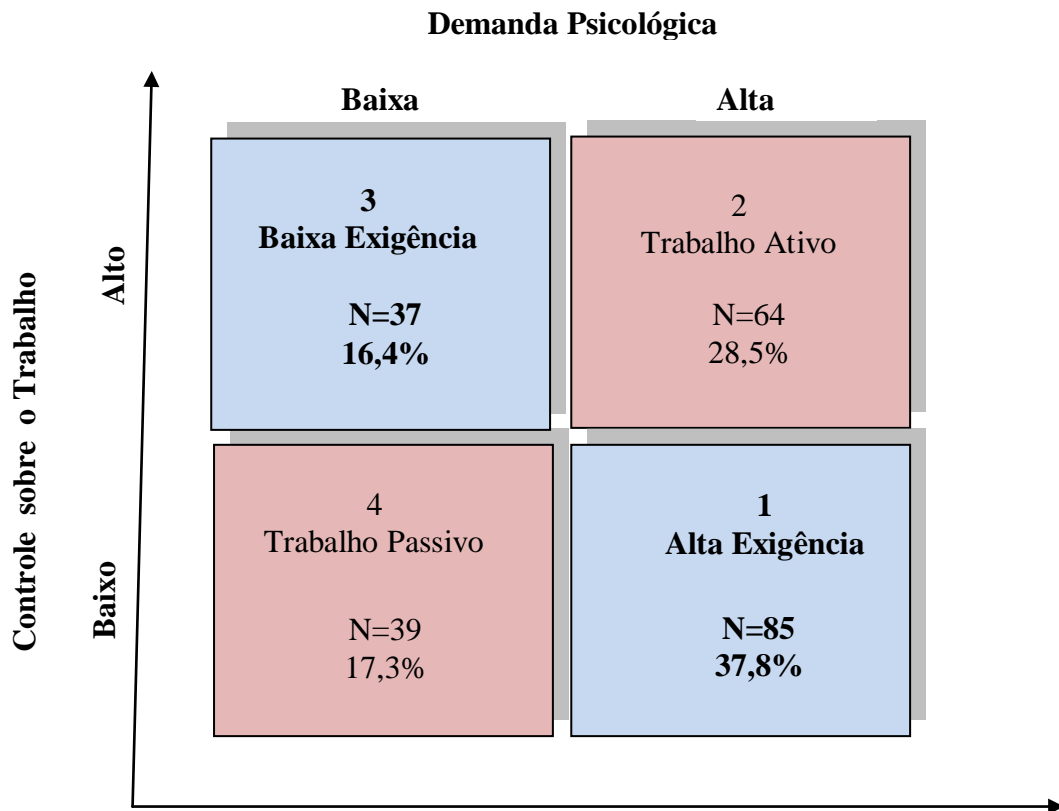 Demanda Psicológica
Baixa
Alta
Controle sobre o Trabalho
Alto
Baixo
3
Baixa Exigência
N=37
16,4%
2
Trabalho Ativo
N=64
28,5%
4
Trabalho Passivo
N=39
17,3%
1
Alta Exigência
N=85
37,8%